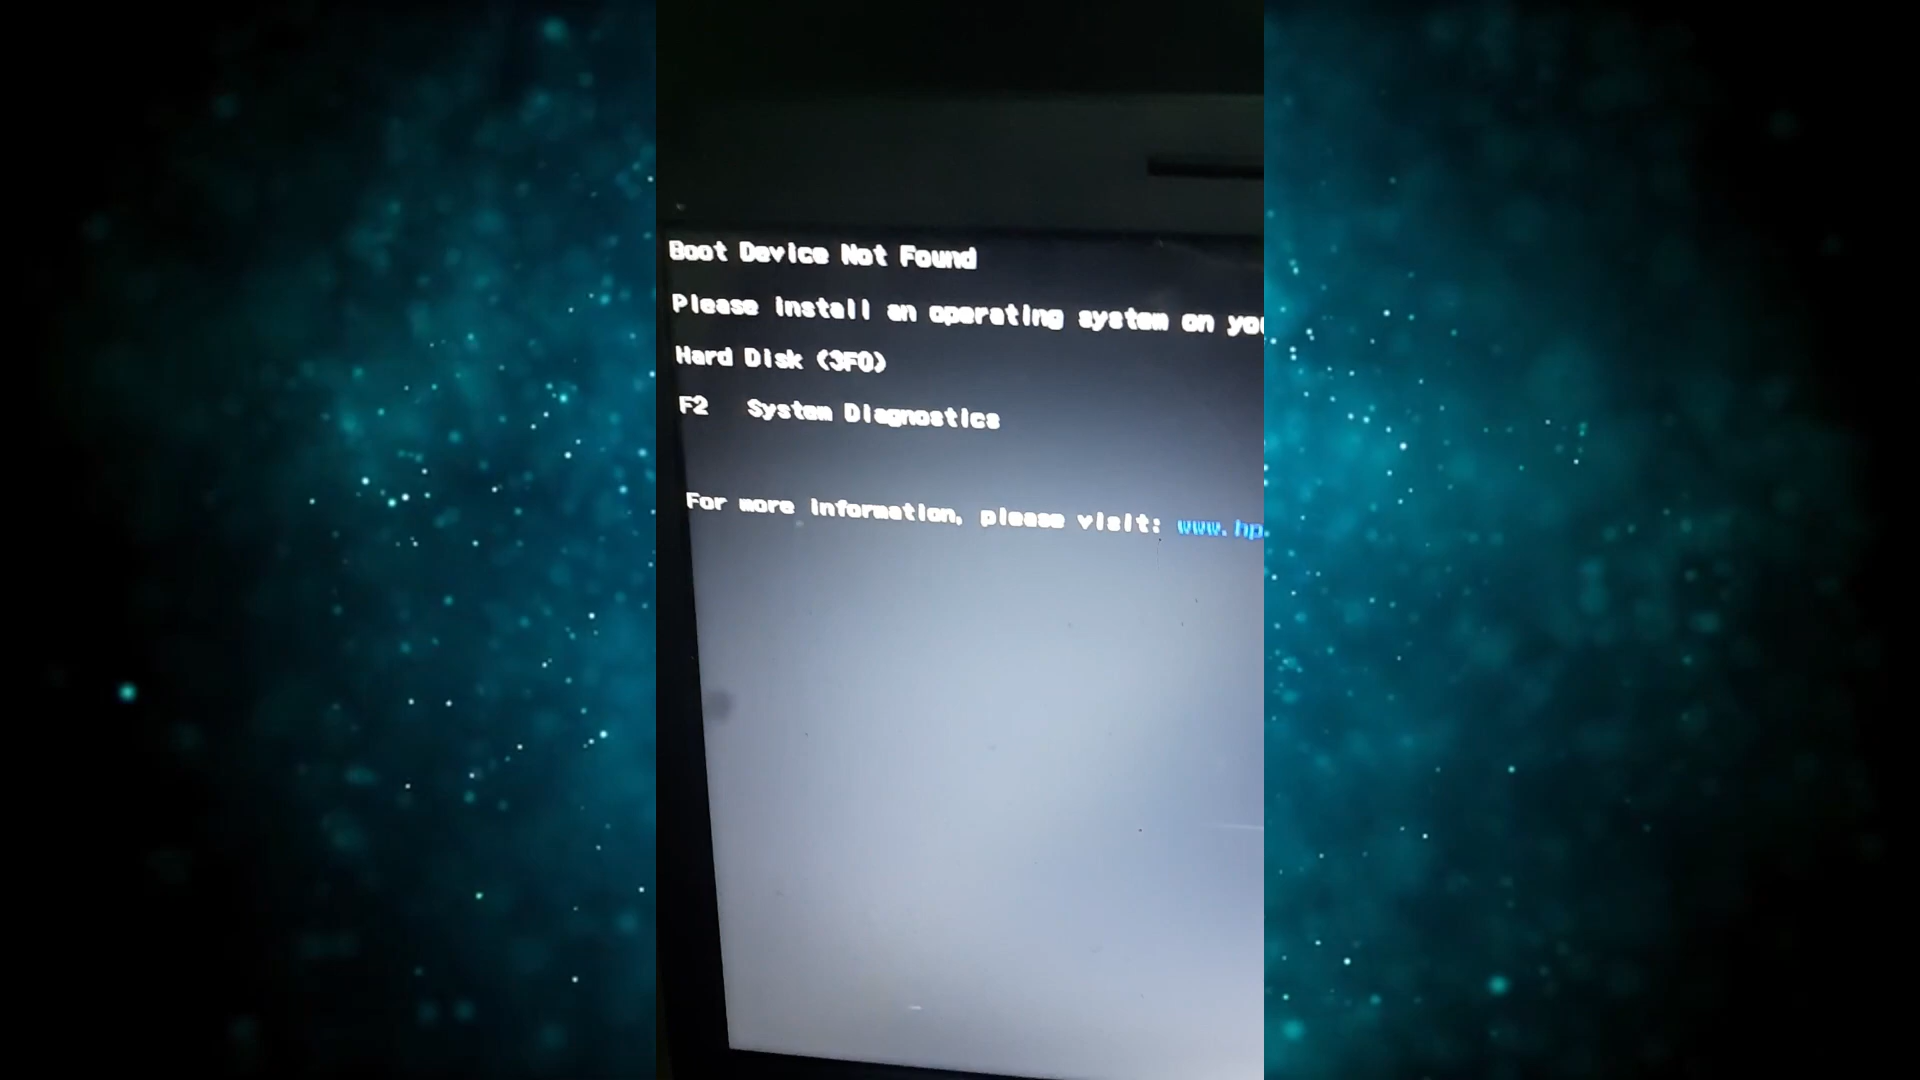 Boot Device Not Found
Please install an operating system on you
Hard Disk (3F0)
F2 System Diagnostics
For more information, please visit: www.hp.